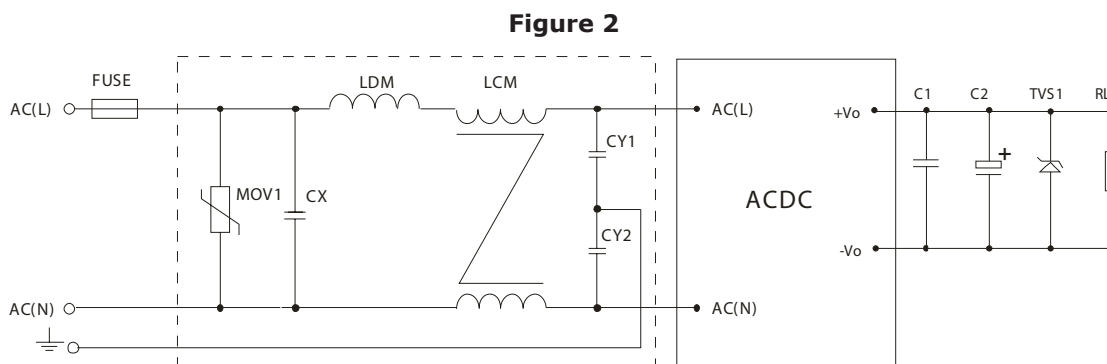 Figure 2
FUSE
LDM
LCM
AC(L)
AC(L)
C1
C2
TVS1
RL
+Vo
+
CY1
MOV1
CX
ACDC
CY2
-Vo
AC(N)
AC(N)